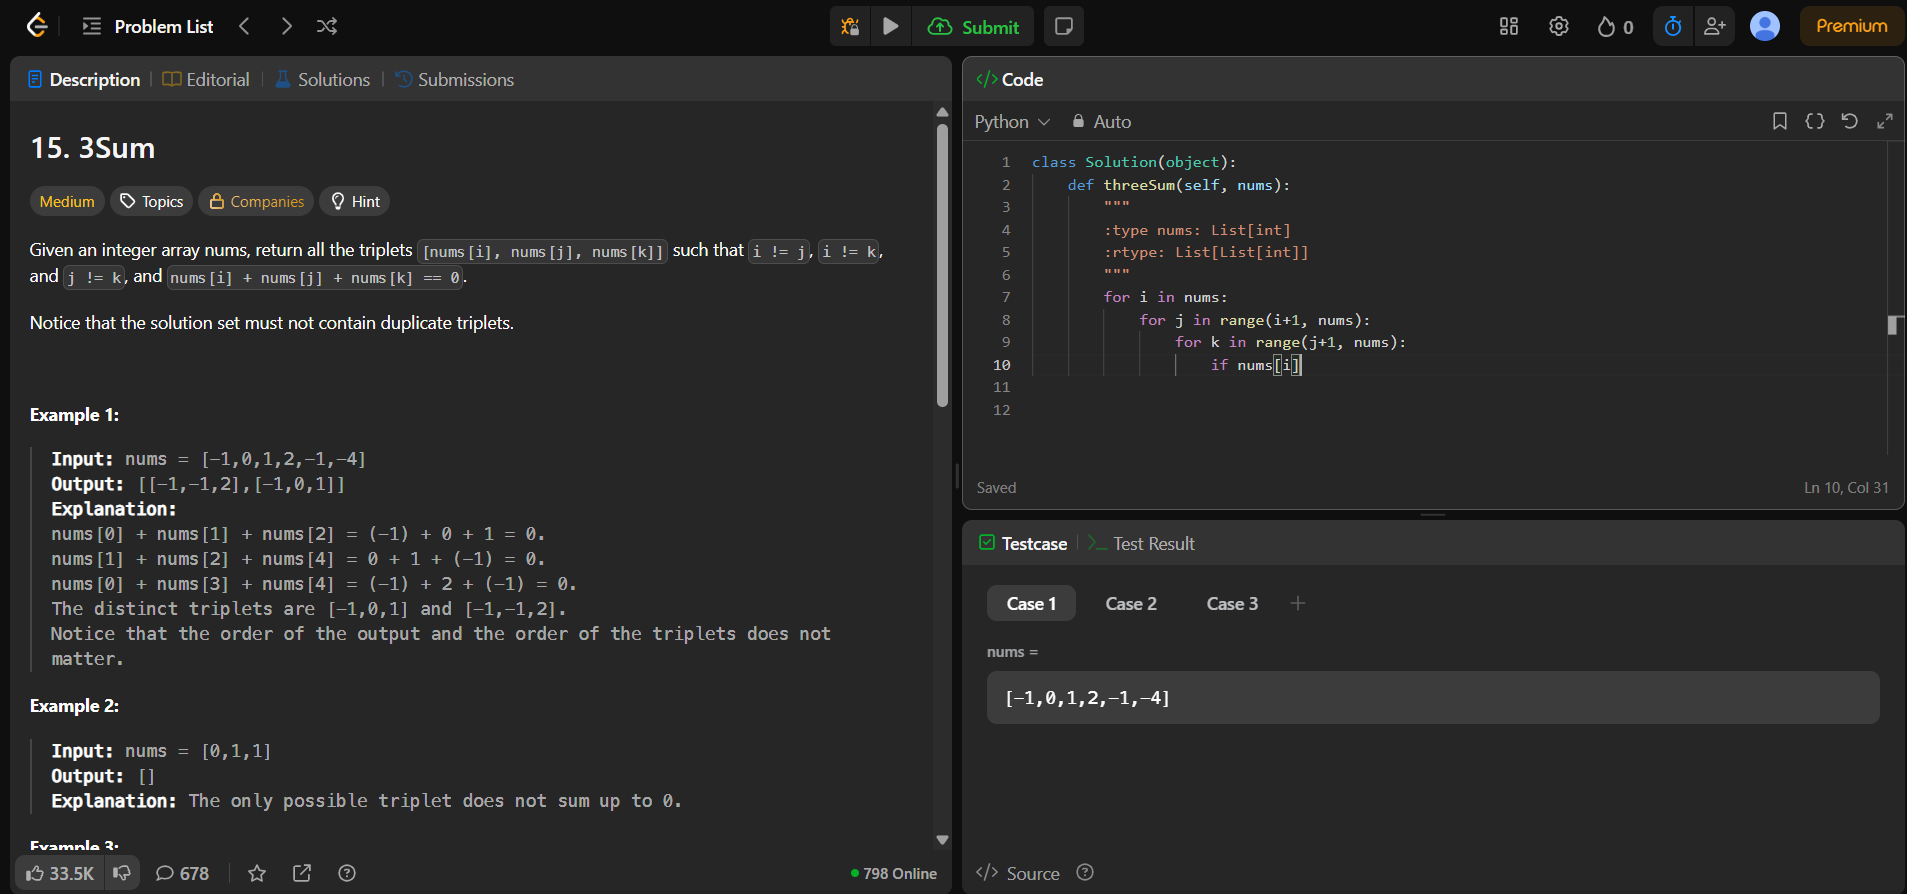 Problem List
Submit
0
Premium
Description
Editorial
Solutions
Submissions
15. 3Sum
Medium
Topics
Companies
Hint
Given an integer array nums, return all the triplets [nums[i], nums[j], nums[k]] such that i != j, i != k,
and j != k, and nums[i] + nums[j] + nums[k] == 0.
Notice that the solution set must not contain duplicate triplets.
Example 1:
Input: nums = [-1,0,1,2,-1,-4]
Output: [[-1,-1,2],[-1,0,1]]
Explanation:
nums[0] + nums[1] + nums[2] = (-1) + 0 + 1 = 0.
nums[1] + nums[2] + nums[4] = 0 + 1 + (-1) = 0.
nums[0] + nums[3] + nums[4] = (-1) + 2 + (-1) = 0.
The distinct triplets are [-1,0,1] and [-1,-1,2].
Notice that the order of the output and the order of the triplets does not
matter.
Example 2:
Input: nums = [0,1,1]
Output: []
Explanation: The only possible triplet does not sum up to 0.
Example 3:
33.5K
678
798 Online
</> Code
Python
Auto
1 class Solution(object):
2 def threeSum(self, nums):
3 """
4 :type nums: List[int]
5 :rtype: List[List[int]]
6 """
7 for i in nums:
8 for j in range(i+1, nums):
9 for k in range(j+1, nums):
10 if nums[i]
11
12
Saved
Ln 10, Col 31
Testcase
Test Result
Case 1
Case 2
Case 3
nums =
[-1,0,1,2,-1,-4]
</> Source